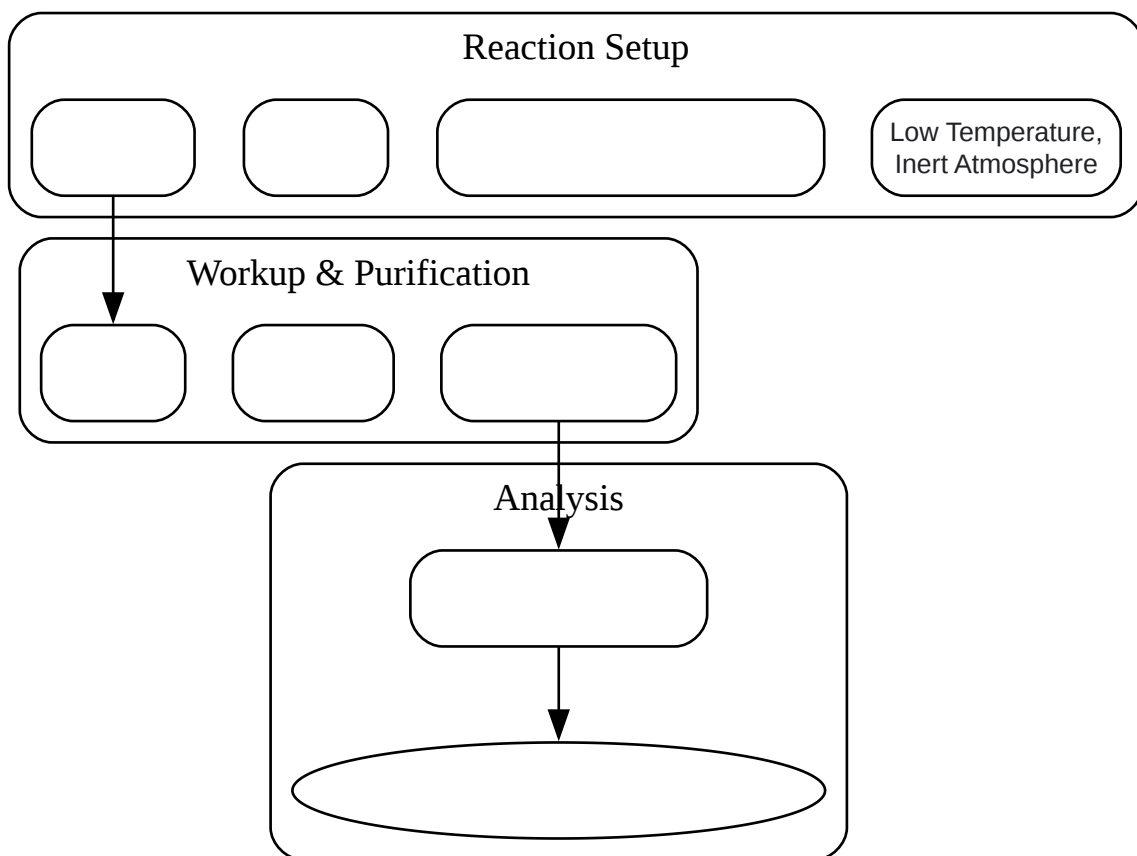 Reaction Setup
Low Temperature,
Inert Atmosphere
Workup & Purification
Analysis